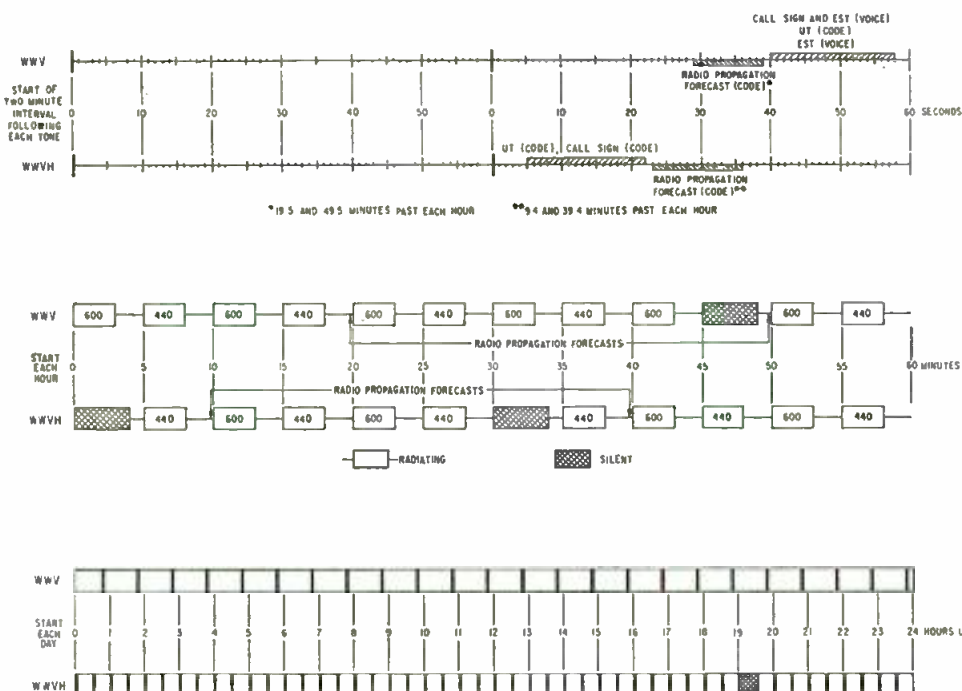 CALL SIGN AND EST (VOICE)
UT (CODE)
EST (VOICE)
WWV
RADIO PROPAGATION
FORECAST (CODE)*
START OF
TWO MINUTE
INTERVAL
FOLLOWING
EACH TONE
0 10 20 30 40 50 0 10 20 30 40 50 60 SECONDS
UT (CODE), CALL SIGN (CODE)
WWVH
RADIO PROPAGATION
FORECAST (CODE)**
*19.5 AND 49.5 MINUTES PAST EACH HOUR **9.4 AND 39.4 MINUTES PAST EACH HOUR
WWV 600 440 600 440 600 440 600 440 600 600 440
RADIO PROPAGATION FORECASTS
START
EACH
HOUR
0 5 10 15 20 25 30 35 40 45 50 55 60 MINUTES
RADIO PROPAGATION FORECASTS
WWVH 440 600 440 600 440 440 600 440 600 440
RADIATING SILENT
WWV
START
EACH
DAY
0 1 2 3 4 5 6 7 8 9 10 11 12 13 14 15 16 17 18 19 20 21 22 23 24 HOURS U
WWVH